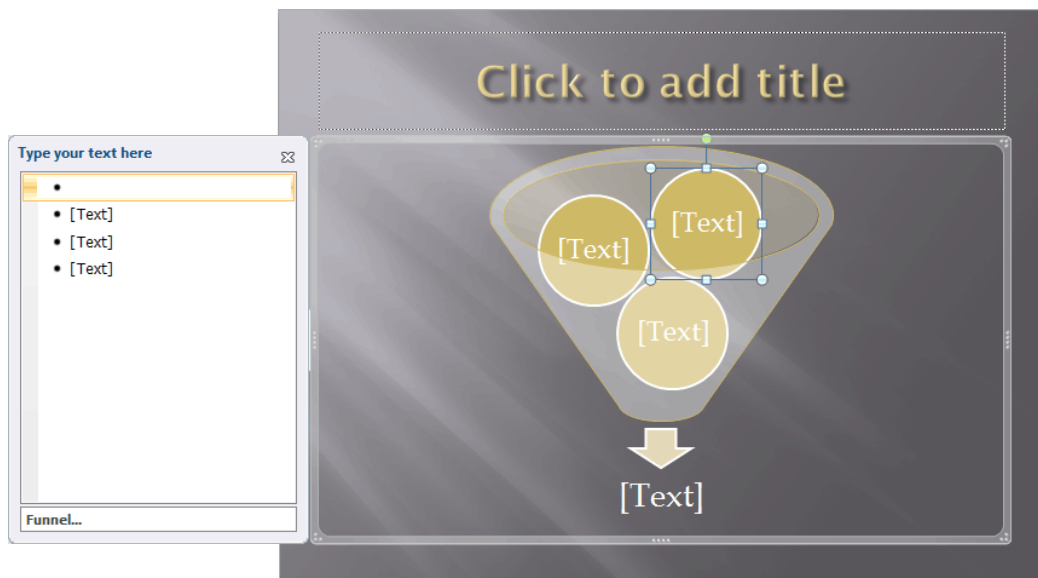 Click to add title
Type your text here
[Text]
[Text]
[Text]
Funnel...
[Text]
[Text]
[Text]
[Text]